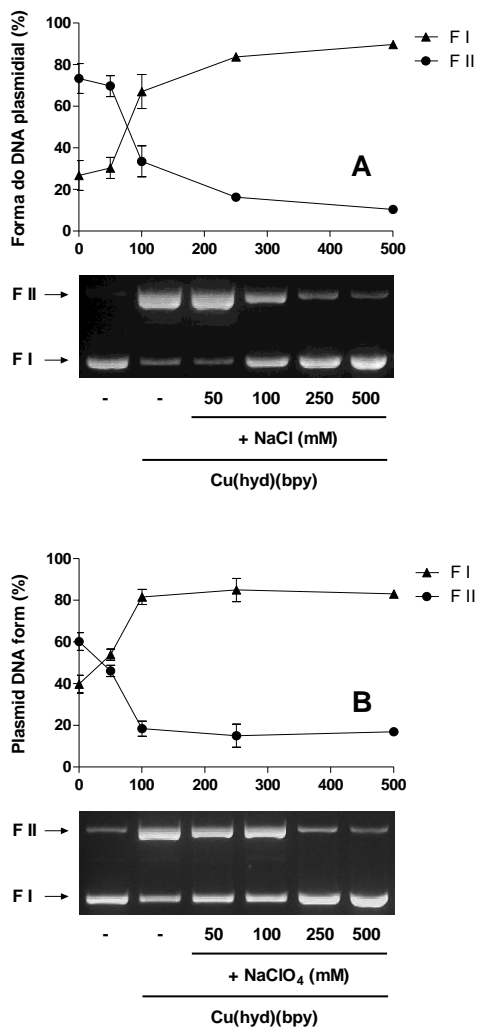 Forma do DNA plasmidial (%)
100
80
60
40
20
0
0 100 200 300 400 500
F I
F II
A
F II
F I
- - 50 100 250 500
+ NaCl (mM)
Cu(hyd)(bpy)
Plasmid DNA form (%)
100
80
60
40
20
0
0 100 200 300 400 500
F I
F II
B
F II
F I
- - 50 100 250 500
+ NaClO₄ (mM)
Cu(hyd)(bpy)